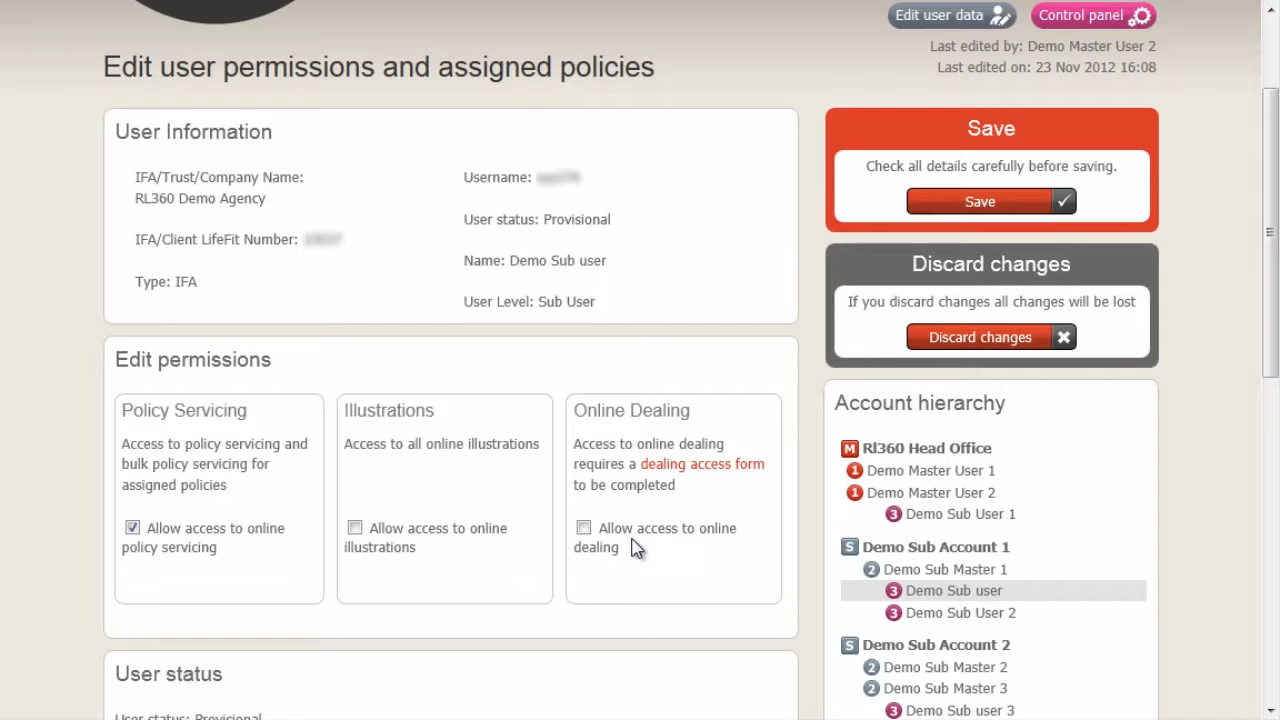 Edit user data
Control panel
Last edited by: Demo Master User 2
Last edited on: 23 Nov 2012 16:08
Edit user permissions and assigned policies
User Information
IFA/Trust/Company Name:
RL360 Demo Agency
IFA/Client LifeFit Number:
Type: IFA
Username:
User status: Provisional
Name: Demo Sub user
User Level: Sub User
Save
Check all details carefully before saving.
Save
Discard changes
If you discard changes all changes will be lost
Discard changes
Edit permissions
Policy Servicing
Access to policy servicing and
bulk policy servicing for
assigned policies
Allow access to online
policy servicing
Illustrations
Access to all online illustrations
Allow access to online
illustrations
Online Dealing
Access to online dealing
requires a dealing access form
to be completed
Allow access to online
dealing
Account hierarchy
M Rl360 Head Office
1 Demo Master User 1
1 Demo Master User 2
3 Demo Sub User 1
S Demo Sub Account 1
2 Demo Sub Master 1
3 Demo Sub user
3 Demo Sub User 2
S Demo Sub Account 2
2 Demo Sub Master 2
2 Demo Sub Master 3
3 Demo Sub user 3
User status
User status: Provisional